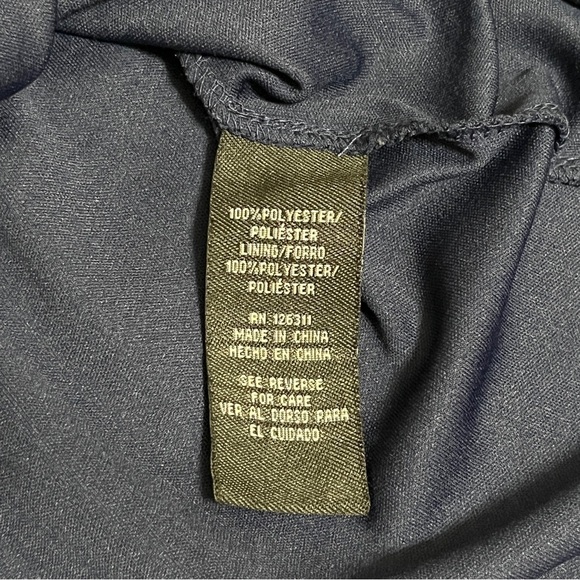 100%POLYESTER/
POLIÉSTER
LINING/FORRO
100%POLYESTER/
POLIÉSTER
RN 126311
MADE IN CHINA
HECHO EN CHINA
SEE REVERSE
FOR CARE
VER AL DORSO PARA
EL CUIDADO